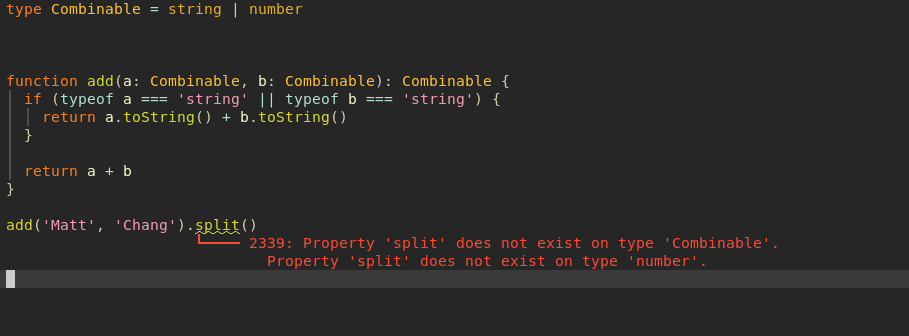 type Combinable = string | number
function add(a: Combinable, b: Combinable): Combinable {
  if (typeof a === 'string' || typeof b === 'string') {
    return a.toString() + b.toString()
  }
  return a + b
}
add('Matt', 'Chang').split()
2339: Property 'split' does not exist on type 'Combinable'.
Property 'split' does not exist on type 'number'.